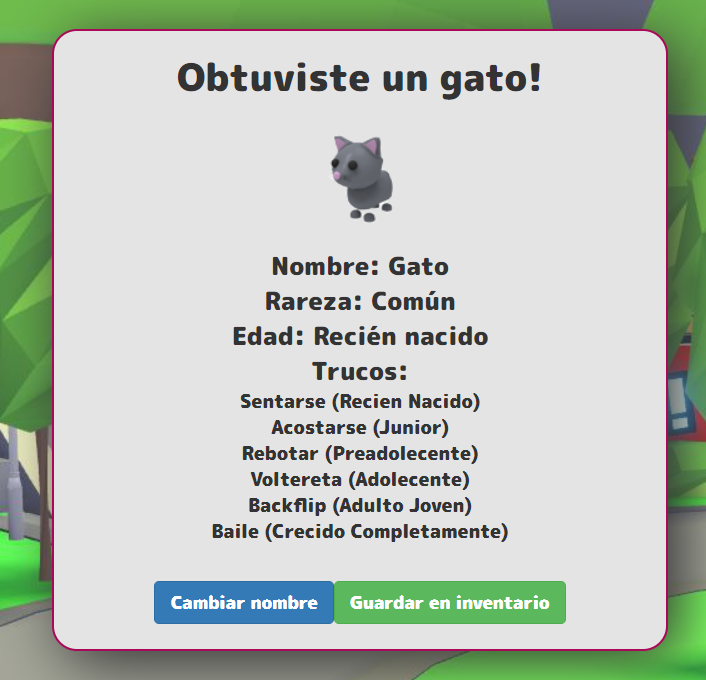 Obtuviste un gato!
Nombre: Gato
Rareza: Común
Edad: Recién nacido
Trucos:
Sentarse (Recien Nacido)
Acostarse (Junior)
Rebotar (Preadolecente)
Voltereta (Adolecente)
Backflip (Adulto Joven)
Baile (Crecido Completamente)
Cambiar nombre
Guardar en inventario